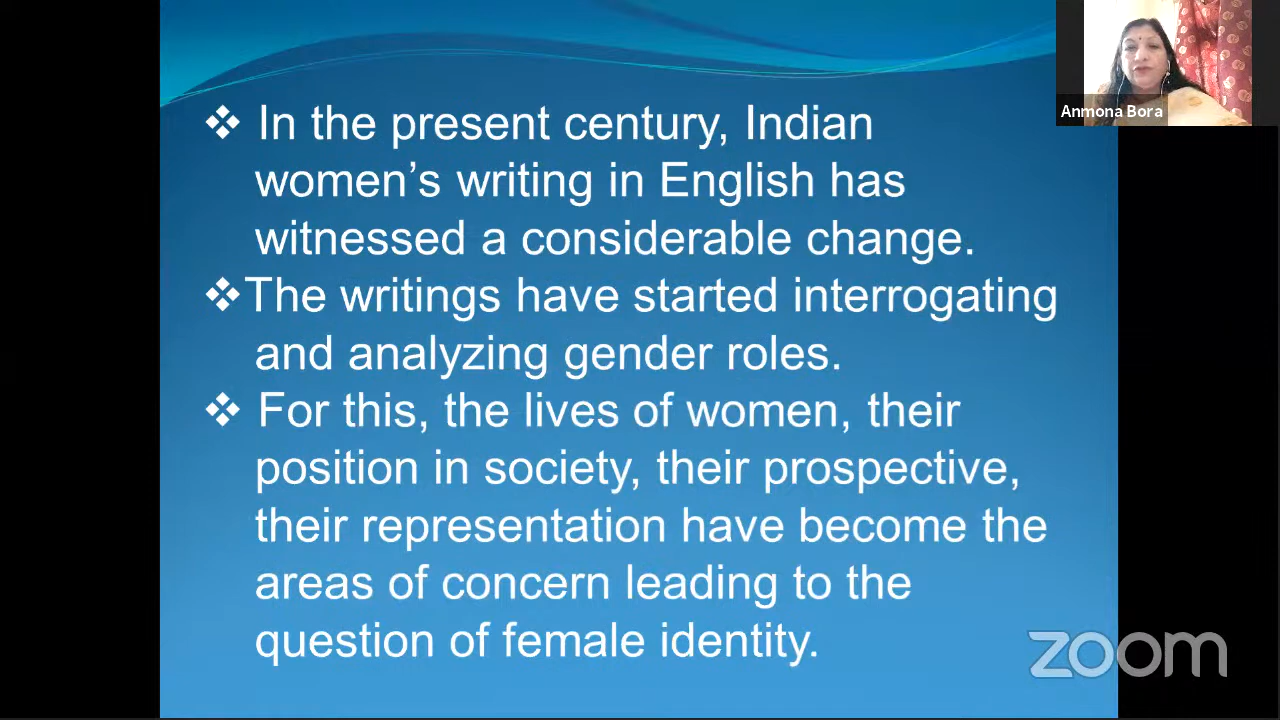 ❖ In the present century, Indian
women’s writing in English has
witnessed a considerable change.
❖The writings have started interrogating
and analyzing gender roles.
❖ For this, the lives of women, their
position in society, their prospective,
their representation have become the
areas of concern leading to the
question of female identity.
Anmona Bora
zoom